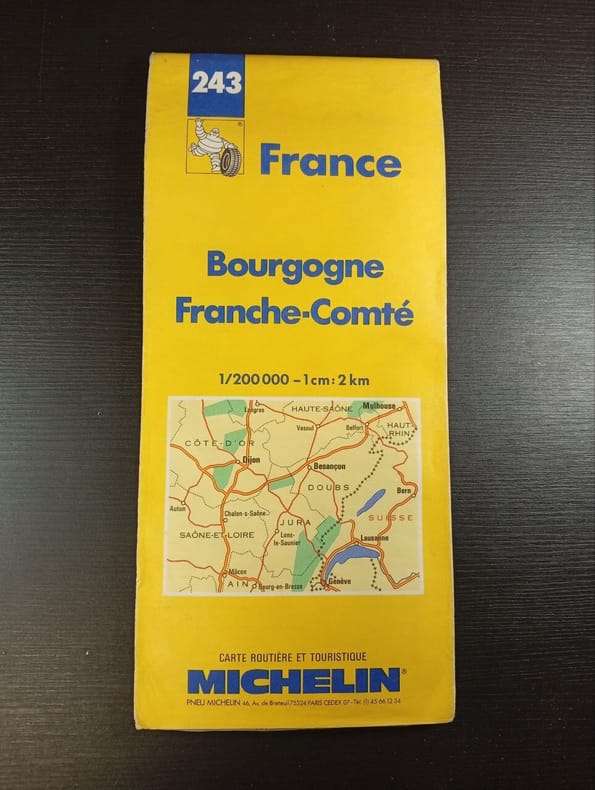 243
®
France
Bourgogne
Franche-Comté
1/200 000 – 1 cm : 2 km
Langres
HAUTE-SAÔNE
Mulhouse
Vesoul
Belfort
HAUT-
RHIN
CÔTE-D'OR
Dijon
Besançon
DOUBS
Bern
Autun
Chalon-s-Saône
SUISSE
JURA
SAÔNE-ET-LOIRE
Lons-
le-Saunier
Lausanne
Mâcon
AIN
Bourg-en-Bresse
Genève
CARTE ROUTIÈRE ET TOURISTIQUE
MICHELIN®
PNEU MICHELIN 46, Av. de Breteuil 75324 PARIS CEDEX 07 - Tél. (1) 45 66 12 34